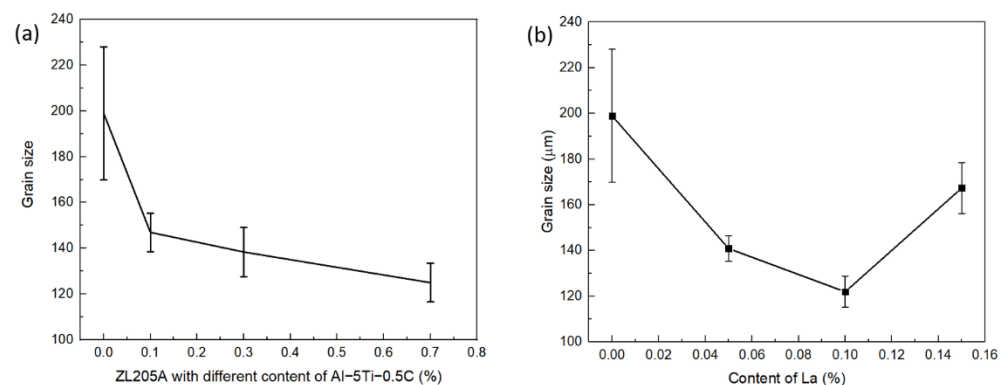 (a)
240
220
200
180
160
140
120
100
Grain size
0.0 0.1 0.2 0.3 0.4 0.5 0.6 0.7 0.8
ZL205A with different content of Al−5Ti−0.5C (%)
(b)
240
220
200
180
160
140
120
100
Grain size (μm)
0.00 0.02 0.04 0.06 0.08 0.10 0.12 0.14 0.16
Content of La (%)